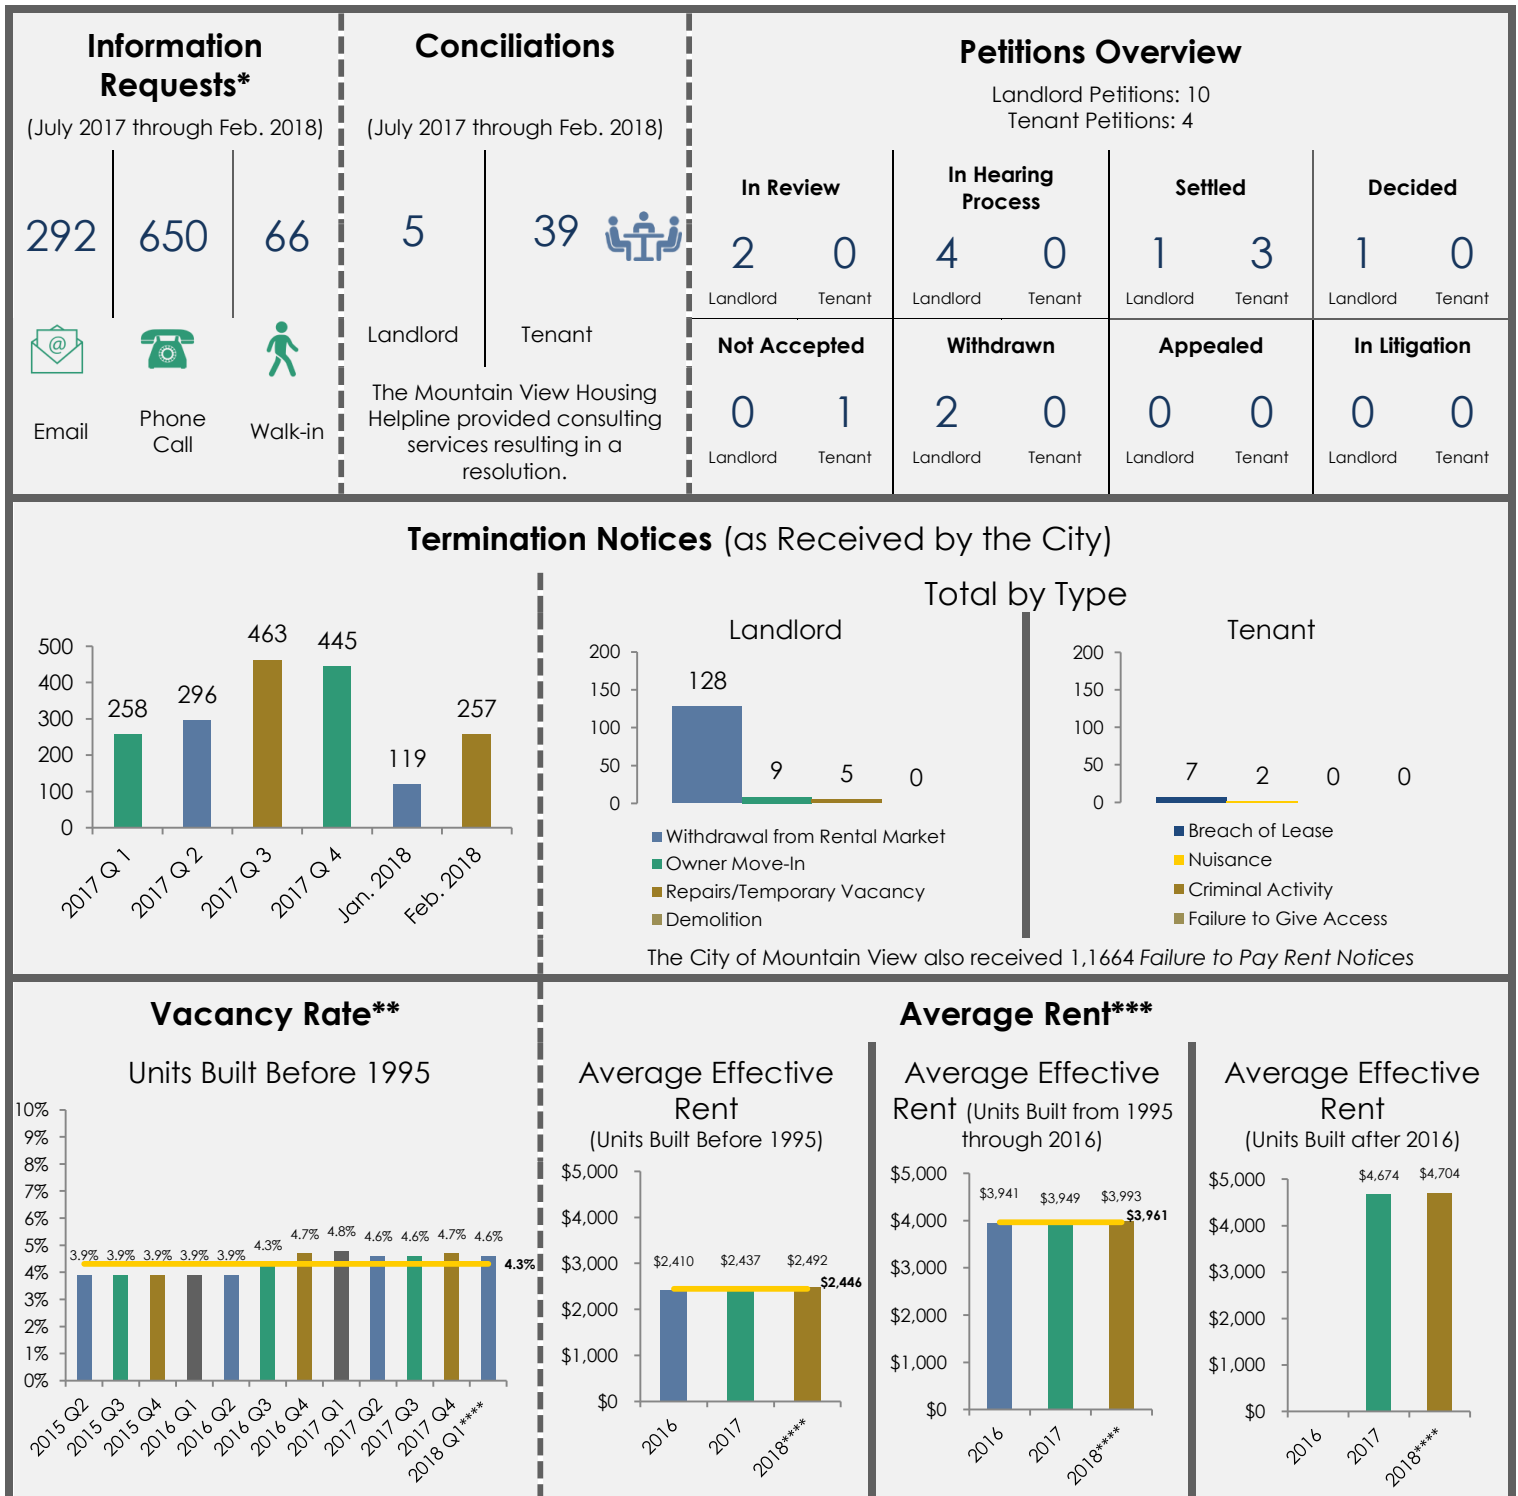 Information
Requests*
(July 2017 through Feb. 2018)
292
650
66
@
Email
Phone
Call
Walk-in
Conciliations
(July 2017 through Feb. 2018)
5
39
Landlord
Tenant
The Mountain View Housing
Helpline provided consulting
services resulting in a
resolution.
Petitions Overview
Landlord Petitions: 10
Tenant Petitions: 4
In Review
2 0
Landlord Tenant
In Hearing
Process
4 0
Landlord Tenant
Settled
1 3
Landlord Tenant
Decided
1 0
Landlord Tenant
Not Accepted
0 1
Landlord Tenant
Withdrawn
2 0
Landlord Tenant
Appealed
0 0
Landlord Tenant
In Litigation
0 0
Landlord Tenant
Termination Notices (as Received by the City)
500
400
300
200
100
0
258
296
463
445
119
257
2017 Q 1
2017 Q 2
2017 Q 3
2017 Q 4
Jan. 2018
Feb. 2018
Total by Type
Landlord
200
150
100
50
0
128
9
5
0
Withdrawal from Rental Market
Owner Move-In
Repairs/Temporary Vacancy
Demolition
Tenant
200
150
100
50
0
7
2
0
0
Breach of Lease
Nuisance
Criminal Activity
Failure to Give Access
The City of Mountain View also received 1,1664 Failure to Pay Rent Notices
Vacancy Rate**
Units Built Before 1995
10%
9%
8%
7%
6%
5%
4%
3%
2%
1%
0%
3.9%
3.9%
3.9%
3.9%
3.9%
4.3%
4.7%
4.8%
4.6%
4.6%
4.7%
4.6%
4.3%
2015 Q2
2015 Q3
2015 Q4
2016 Q1
2016 Q2
2016 Q3
2016 Q4
2017 Q1
2017 Q2
2017 Q3
2017 Q4
2018 Q1****
Average Rent***
Average Effective
Rent
(Units Built Before 1995)
$5,000
$4,000
$3,000
$2,000
$1,000
$0
$2,410
$2,437
$2,492
$2,446
2016
2017
2018****
Average Effective
Rent (Units Built from 1995
through 2016)
$5,000
$4,000
$3,000
$2,000
$1,000
$0
$3,941
$3,949
$3,993
$3,961
2016
2017
2018****
Average Effective
Rent
(Units Built after 2016)
$5,000
$4,000
$3,000
$2,000
$1,000
$0
$4,674
$4,704
2016
2017
2018****